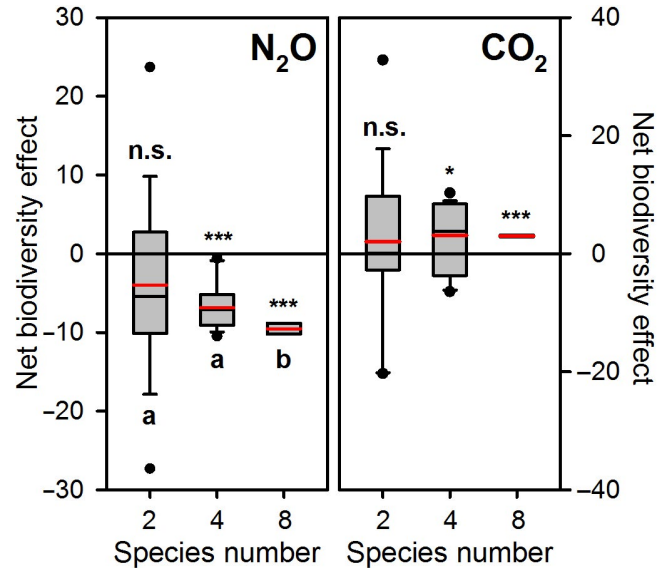 Net biodiversity effect
30
20
10
0
−10
−20
−30
N₂O
n.s.
***
***
a
a
b
2
4
8
Species number
CO₂
n.s.
*
***
2
4
8
Species number
40
20
0
−20
−40
Net biodiversity effect